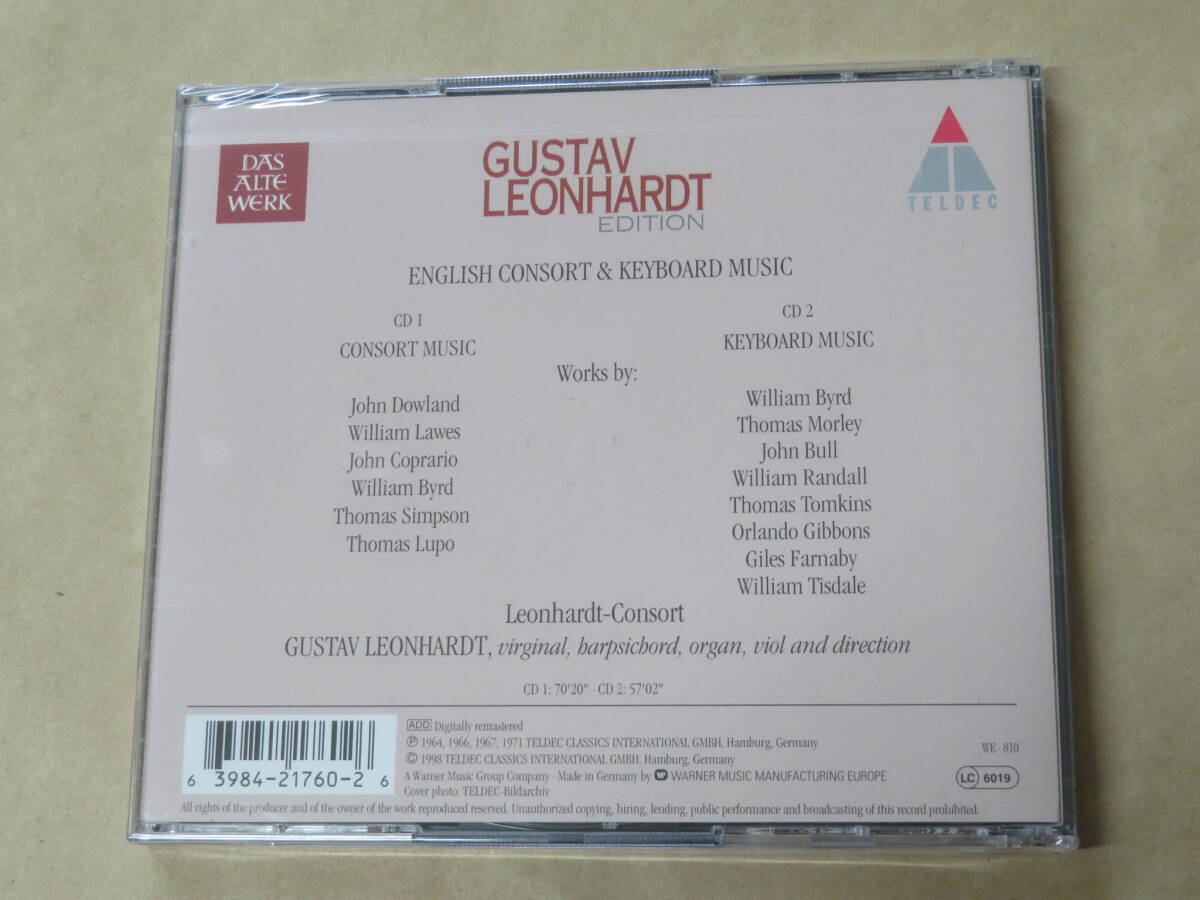 DAS
ALTE
WERK
GUSTAV
LEONHARDT
EDITION
TELDEC
ENGLISH CONSORT & KEYBOARD MUSIC
CD 1
CONSORT MUSIC
CD 2
KEYBOARD MUSIC
Works by:
John Dowland
William Lawes
John Coprario
William Byrd
Thomas Simpson
Thomas Lupo
William Byrd
Thomas Morley
John Bull
William Randall
Thomas Tomkins
Orlando Gibbons
Giles Farnaby
William Tisdale
Leonhardt-Consort
GUSTAV LEONHARDT, virginal, harpsichord, organ, viol and direction
CD 1: 70'20" · CD 2: 57'02"
6 3984-21760-2 6
ADD Digitally remastered
℗ 1964, 1966, 1967, 1971 TELDEC CLASSICS INTERNATIONAL GMBH, Hamburg, Germany
© 1998 TELDEC CLASSICS INTERNATIONAL GMBH, Hamburg, Germany
A Warner Music Group Company · Made in Germany by WARNER MUSIC MANUFACTURING EUROPE
Cover photo: TELDEC-Bildarchiv
WE · 810
LC 6019
All rights of the producer and of the owner of the work reproduced reserved. Unauthorized copying, hiring, lending, public performance and broadcasting of this record prohibited.